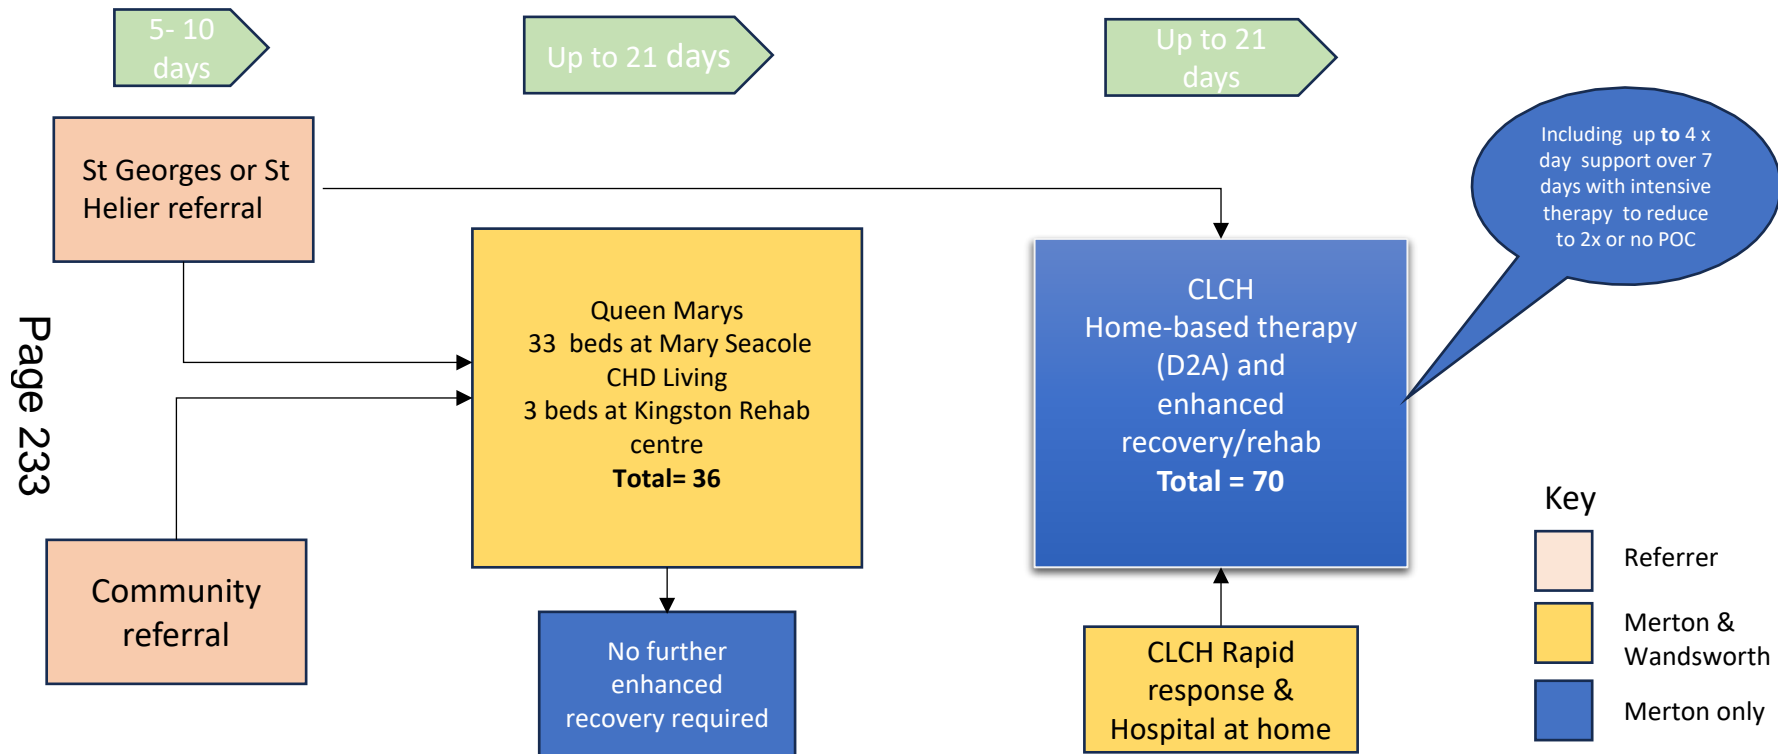 5- 10
days
Up to 21 days
Up to 21
days
St Georges or St
Helier referral
Including up to 4 x
day support over 7
days with intensive
therapy to reduce
to 2x or no POC
Queen Marys
33 beds at Mary Seacole
CHD Living
3 beds at Kingston Rehab
centre
Total= 36
CLCH
Home-based therapy
(D2A) and
enhanced
recovery/rehab
Total = 70
Page 233
Community
referral
No further
enhanced
recovery required
CLCH Rapid
response &
Hospital at home
Key
Referrer
Merton &
Wandsworth
Merton only